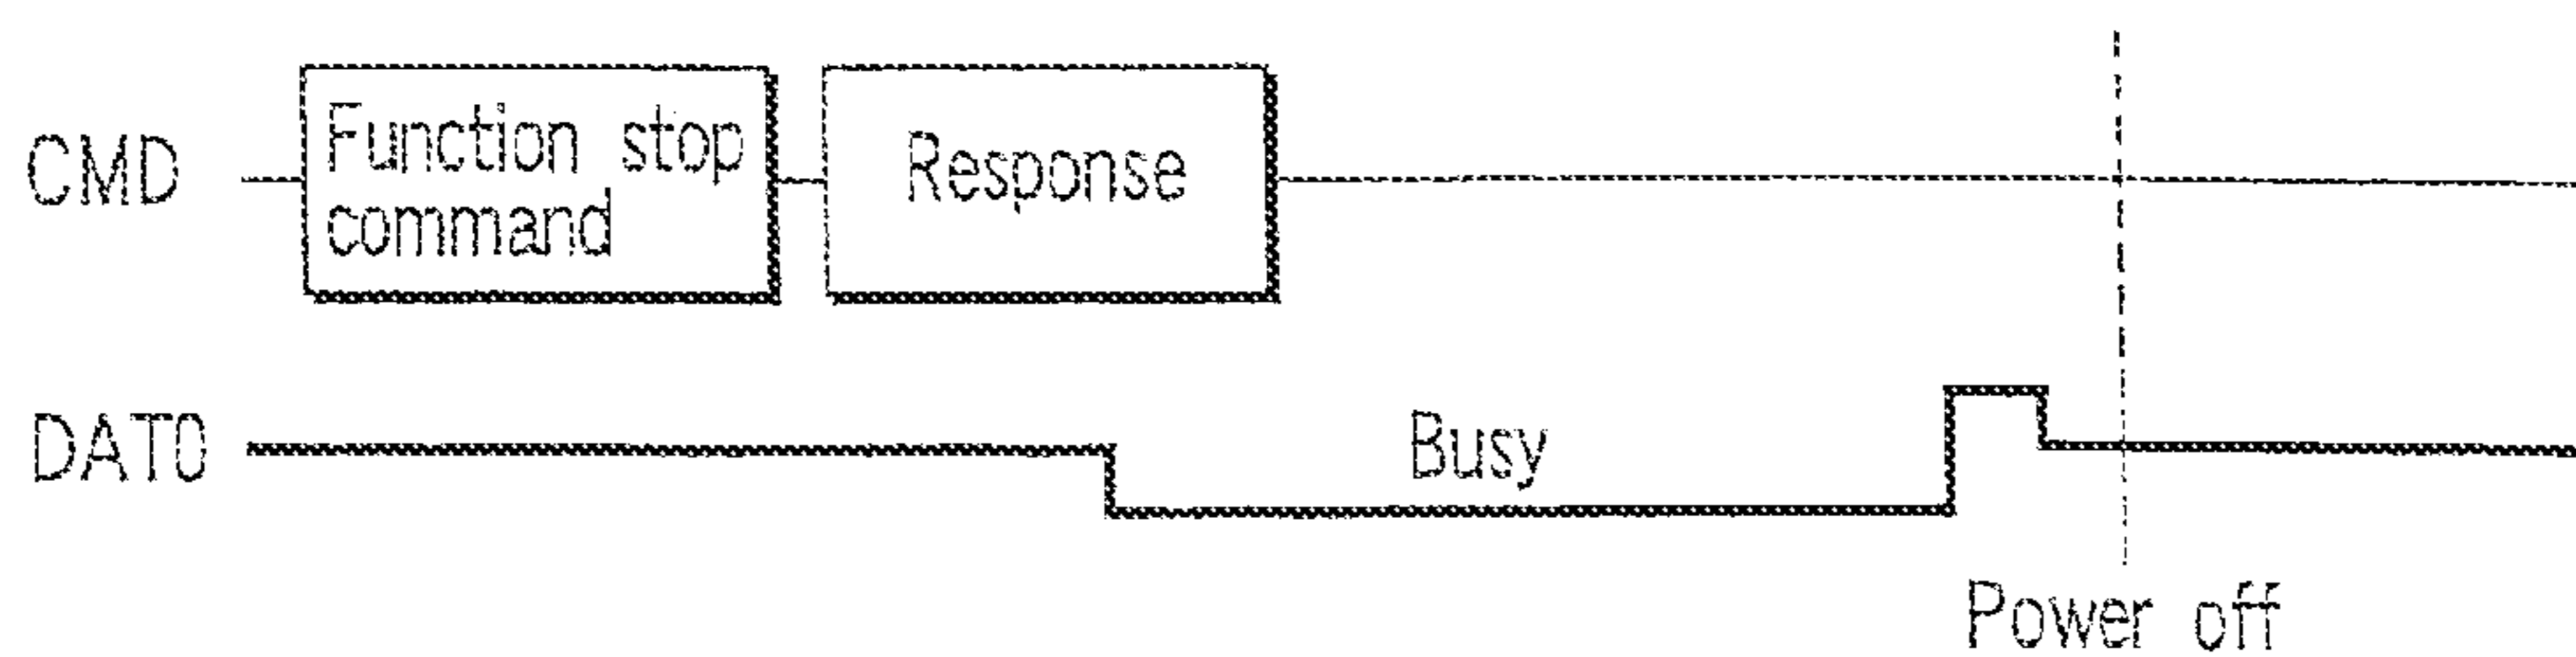 CMD
Function stop
command
Response
DAT0
Busy
Power off